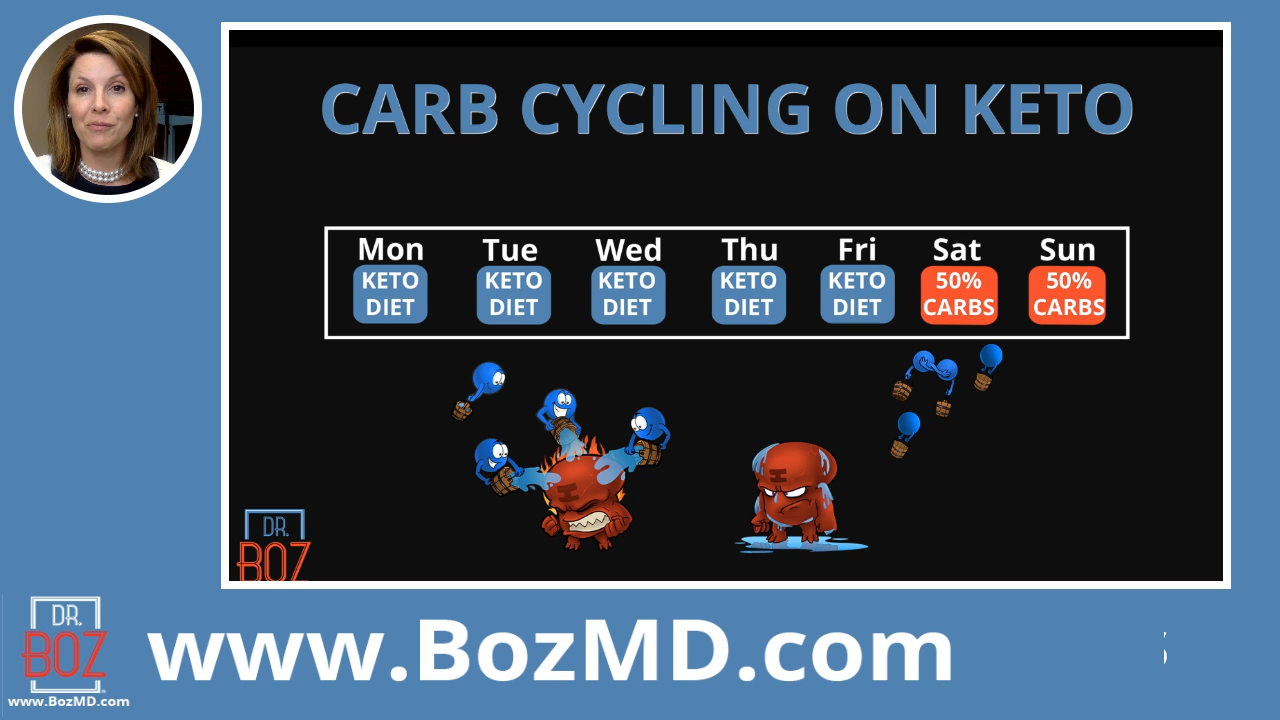 CARB CYCLING ON KETO
Mon Tue Wed Thu Fri Sat Sun
KETO KETO KETO KETO KETO 50% 50%
DIET DIET DIET DIET DIET CARBS CARBS
DR.
BOZ
DR.
BOZ
www.BozMD.com
www.BozMD.com